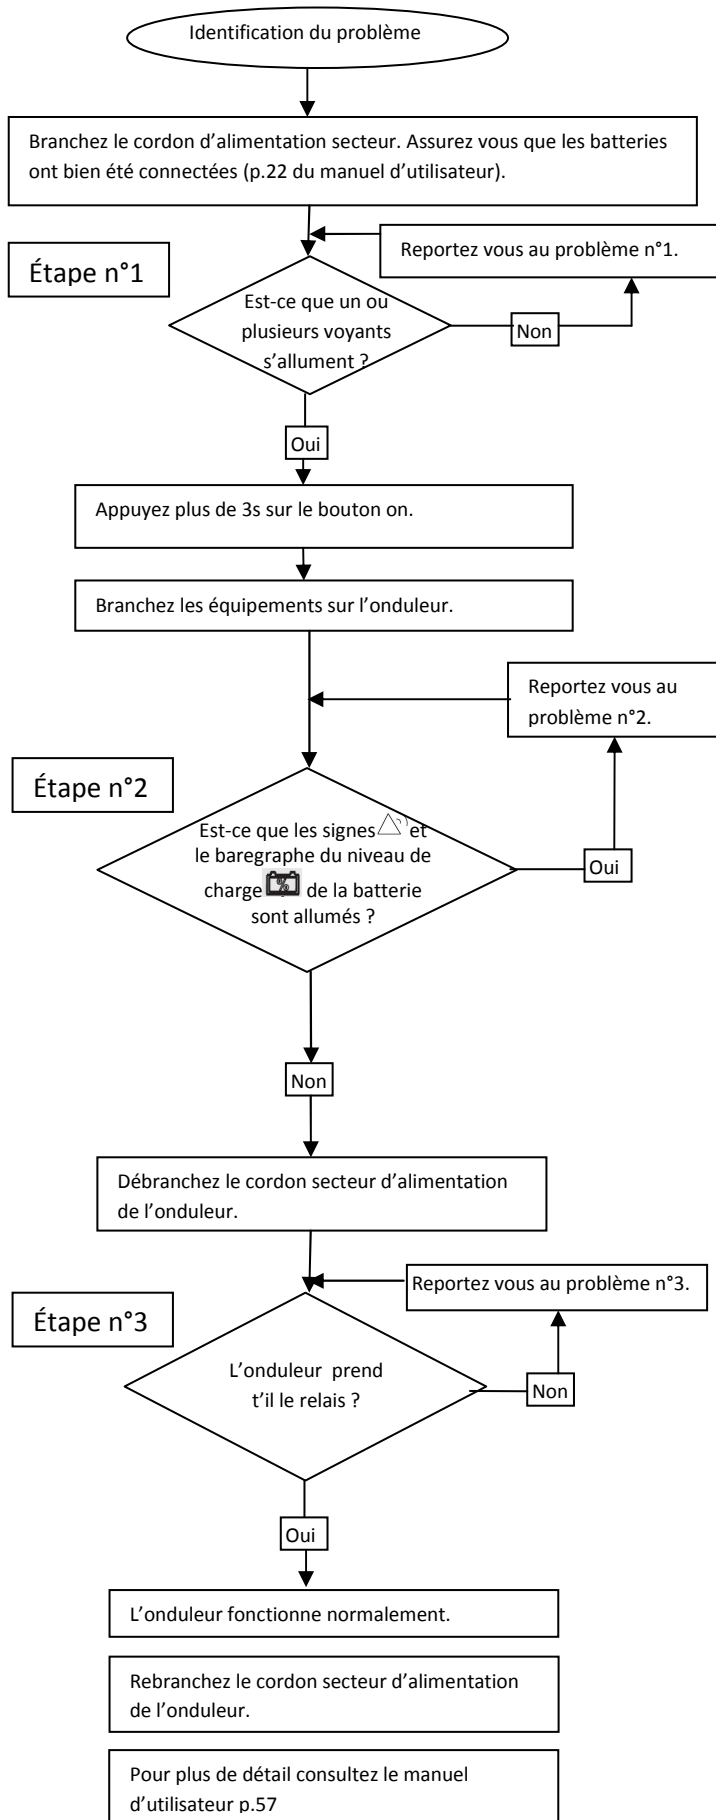 Identification du problème
Branchez le cordon d'alimentation secteur. Assurez vous que les batteries
ont bien été connectées (p.22 du manuel d'utilisateur).
Reportez vous au problème n°1.
Étape n°1
Est-ce que un ou
plusieurs voyants
s'allument ?
Non
Oui
Appuyez plus de 3s sur le bouton on.
Branchez les équipements sur l'onduleur.
Reportez vous au
problème n°2.
Étape n°2
Est-ce que les signes et
le baregraphe du niveau de
charge % de la batterie
sont allumés ?
Oui
Non
Débranchez le cordon secteur d'alimentation
de l'onduleur.
Reportez vous au problème n°3.
Étape n°3
L'onduleur prend
t'il le relais ?
Non
Oui
L'onduleur fonctionne normalement.
Rebranchez le cordon secteur d'alimentation
de l'onduleur.
Pour plus de détail consultez le manuel
d'utilisateur p.57